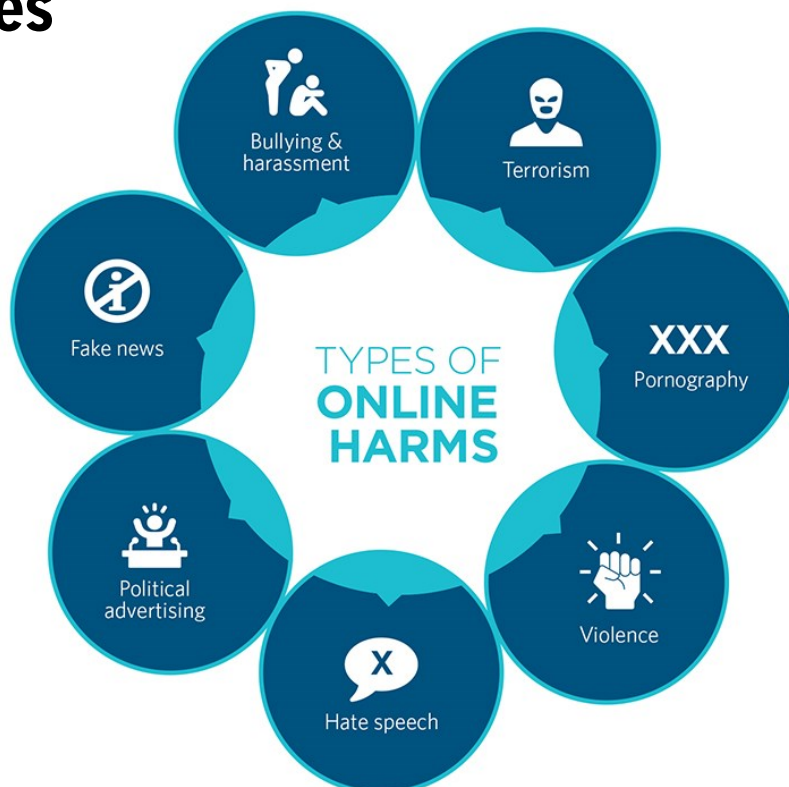 es
Bullying &
harassment
Terrorism
Fake news
XXX
Pornography
TYPES OF
ONLINE
HARMS
Political
advertising
Violence
X
Hate speech